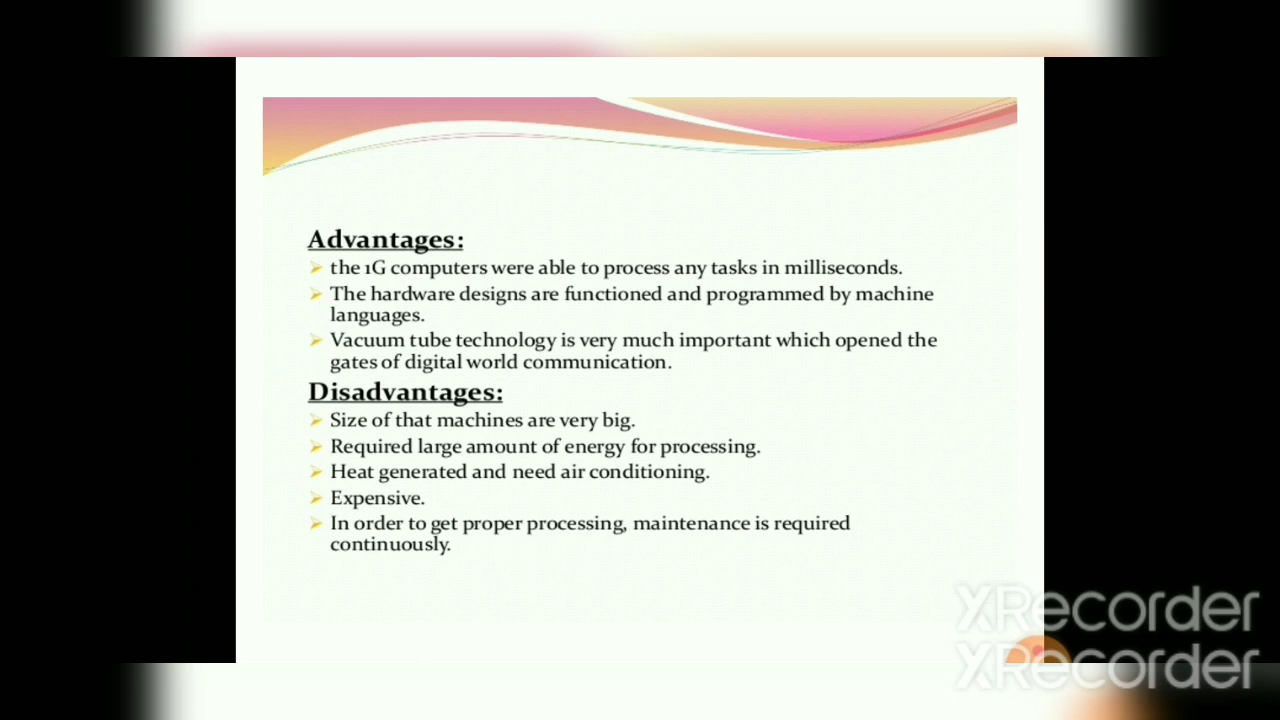 Advantages:
the 1G computers were able to process any tasks in milliseconds.
The hardware designs are functioned and programmed by machine
languages.
Vacuum tube technology is very much important which opened the
gates of digital world communication.
Disadvantages:
Size of that machines are very big.
Required large amount of energy for processing.
Heat generated and need air conditioning.
Expensive.
In order to get proper processing, maintenance is required
continuously.
XRecorder
XRecorder